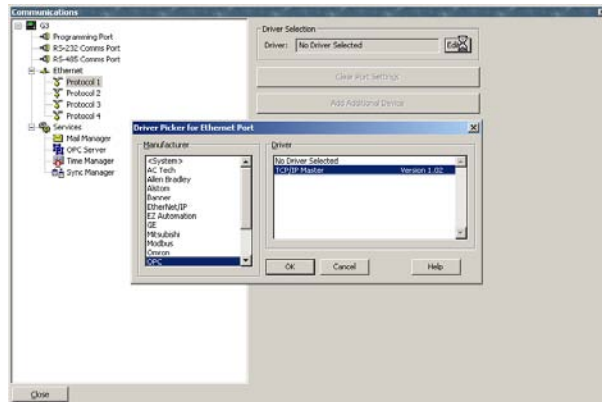 Communications
G3
Programming Port
RS-232 Comms Port
RS-485 Comms Port
Ethernet
Protocol 1
Protocol 2
Protocol 3
Protocol 4
Services
Mail Manager
OPC Server
Time Manager
Sync Manager
Driver Selection
Driver: No Driver Selected
Clear Port Settings
Add Additional Device
Driver Picker for Ethernet Port
Manufacturer
<System>
AC Tech
Allen Bradley
Alstom
Banner
EtherNet/IP
EZ Automation
GE
Mitsubishi
Modbus
Omron
OPC
Driver
No Driver Selected
TCP/IP Master Version 1.02
OK Cancel Help
Close